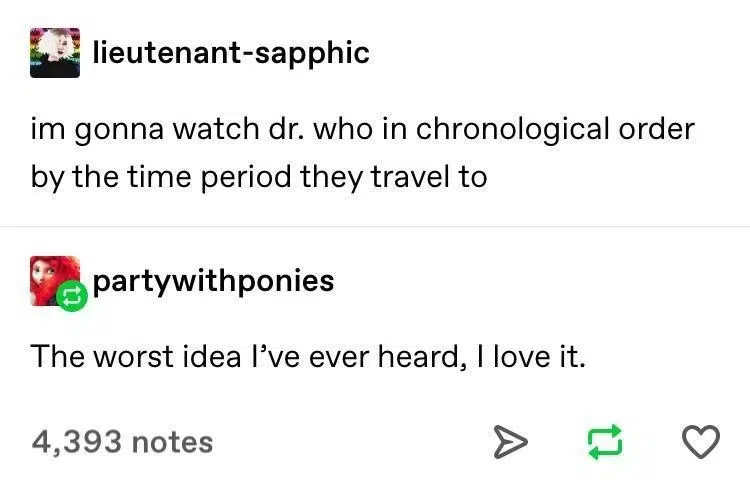 lieutenant-sapphic
im gonna watch dr. who in chronological order
by the time period they travel to
partywithponies
The worst idea I’ve ever heard, I love it.
4,393 notes